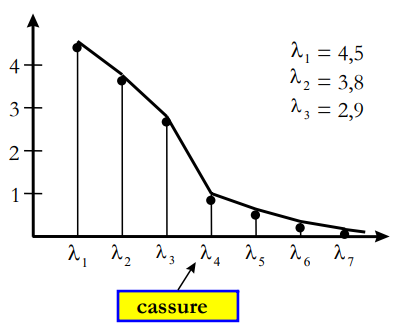 λ₁ = 4,5
λ₂ = 3,8
λ₃ = 2,9
4
3
2
1
λ₁ λ₂ λ₃ λ₄ λ₅ λ₆ λ₇
cassure